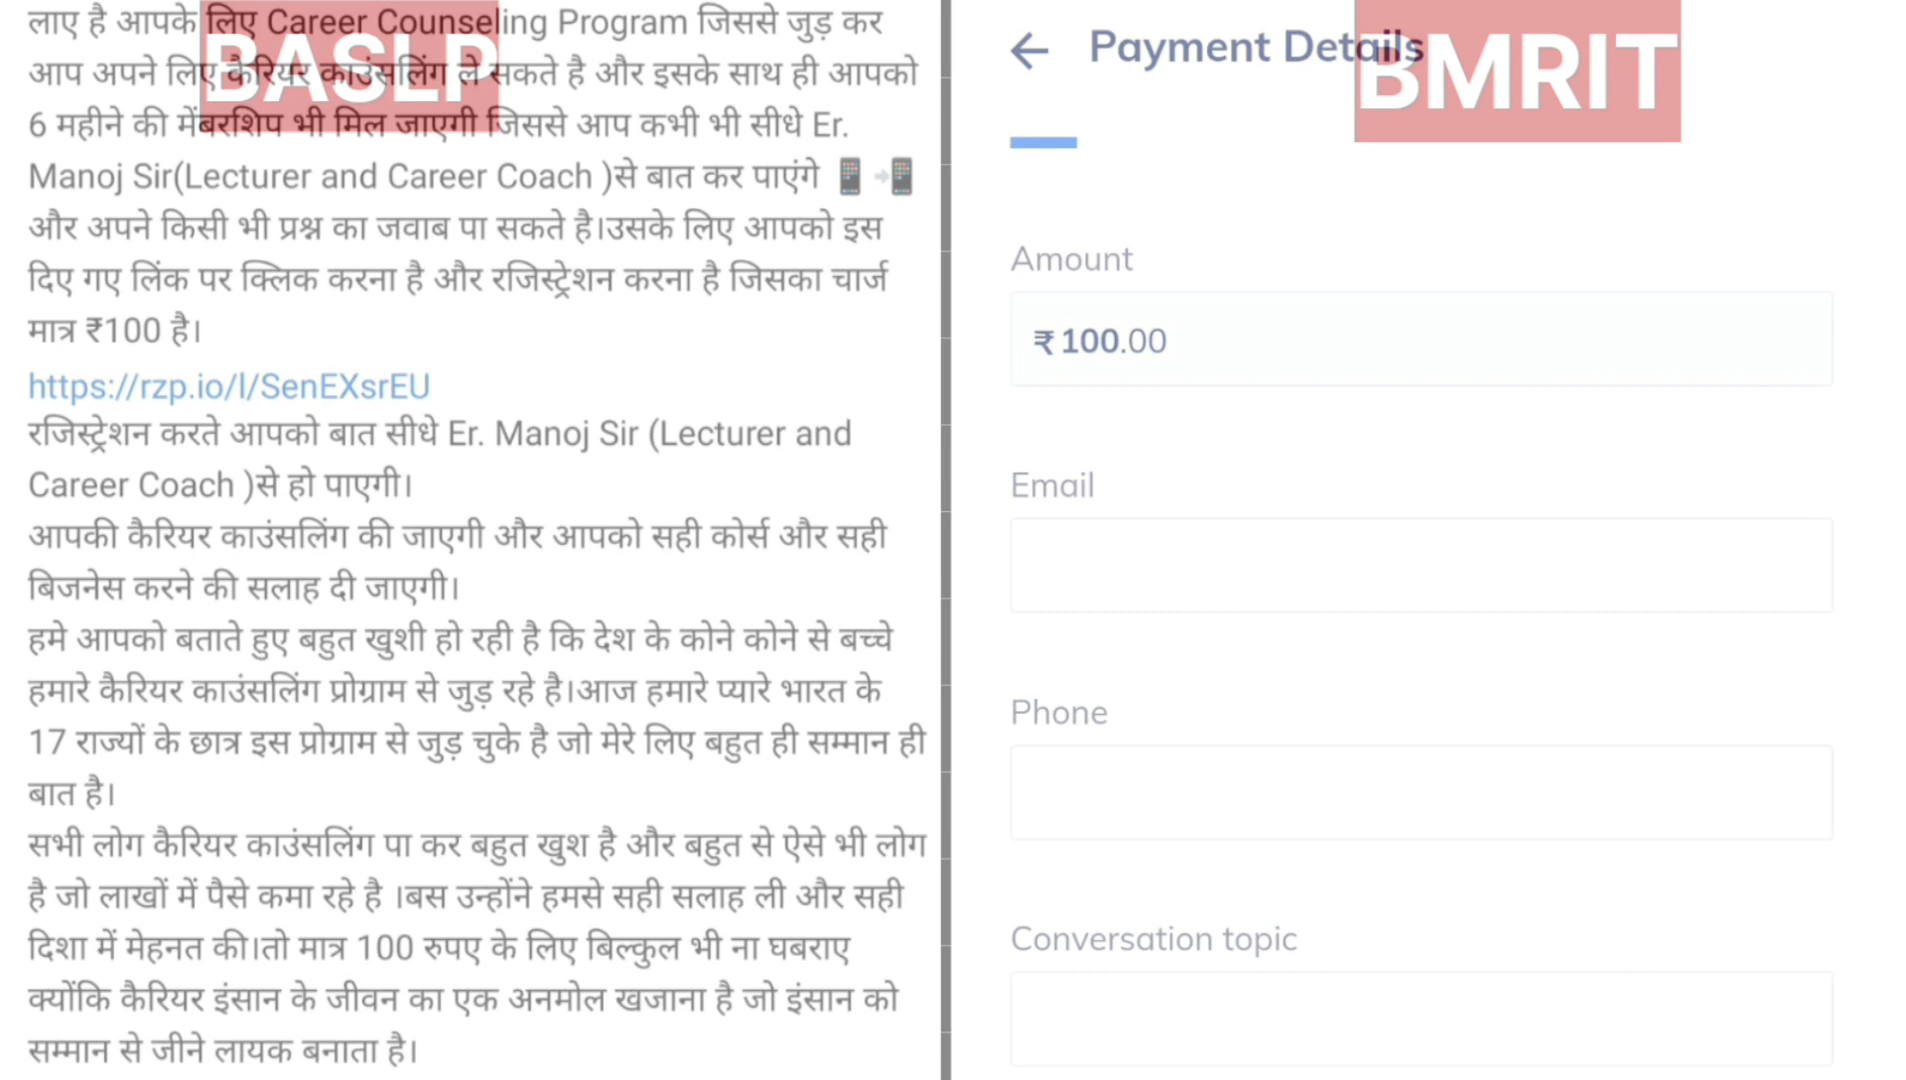 लाए है आपके लिए Career Counseling Program जिससे जुड़ कर
आप अपने लिए कैरियर काउंसलिंग ले सकते है और इसके साथ ही आपको
6 महीने की मेंबरशिप भी मिल जाएगी जिससे आप कभी भी सीधे Er.
Manoj Sir(Lecturer and Career Coach )से बात कर पाएंगे 📱📲
और अपने किसी भी प्रश्न का जवाब पा सकते है।उसके लिए आपको इस
दिए गए लिंक पर क्लिक करना है और रजिस्ट्रेशन करना है जिसका चार्ज
मात्र ₹100 है।
https://rzp.io/l/SenEXsrEU
रजिस्ट्रेशन करते आपको बात सीधे Er. Manoj Sir (Lecturer and
Career Coach )से हो पाएगी।
आपकी कैरियर काउंसलिंग की जाएगी और आपको सही कोर्स और सही
बिजनेस करने की सलाह दी जाएगी।
हमे आपको बताते हुए बहुत खुशी हो रही है कि देश के कोने कोने से बच्चे
हमारे कैरियर काउंसलिंग प्रोग्राम से जुड़ रहे है।आज हमारे प्यारे भारत के
17 राज्यों के छात्र इस प्रोग्राम से जुड़ चुके है जो मेरे लिए बहुत ही सम्मान ही
बात है।
सभी लोग कैरियर काउंसलिंग पा कर बहुत खुश है और बहुत से ऐसे भी लोग
है जो लाखों में पैसे कमा रहे है ।बस उन्होंने हमसे सही सलाह ली और सही
दिशा में मेहनत की।तो मात्र 100 रुपए के लिए बिल्कुल भी ना घबराए
क्योंकि कैरियर इंसान के जीवन का एक अनमोल खजाना है जो इंसान को
सम्मान से जीने लायक बनाता है।
BASLP
Payment Details
BMRIT
Amount
₹100.00
Email
Phone
Conversation topic